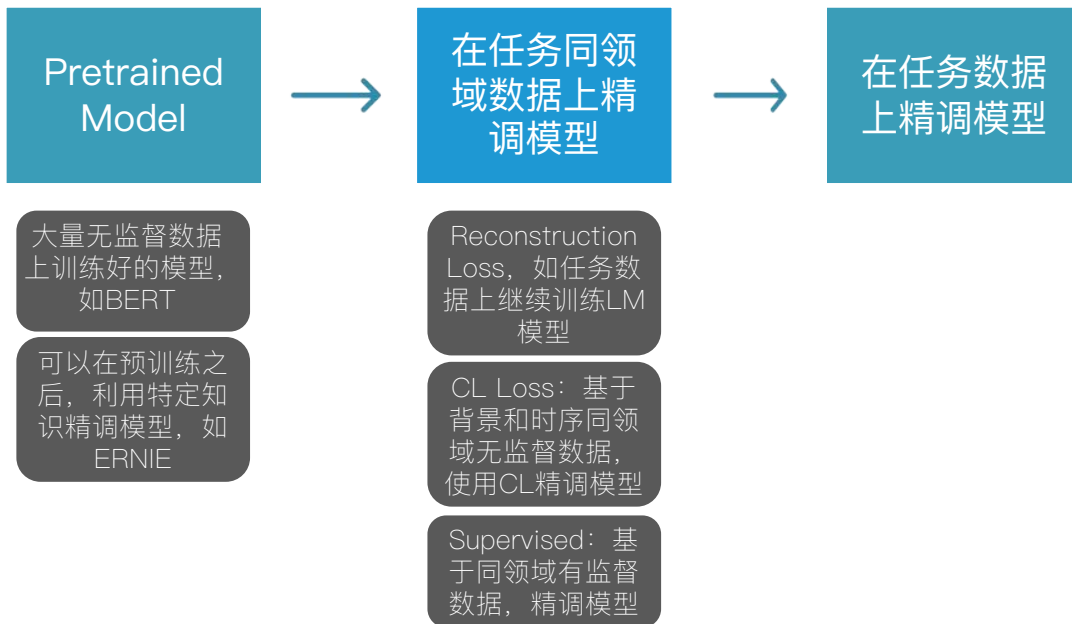 Pretrained
Model
在任务同领
域数据上精
调模型
在任务数据
上精调模型
大量无监督数据
上训练好的模型，
如BERT
可以在预训练之
后，利用特定知
识精调模型，如
ERNIE
Reconstruction
Loss，如任务数
据上继续训练LM
模型
CL Loss：基于
背景和时序同领
域无监督数据，
使用CL精调模型
Supervised：基
于同领域有监督
数据，精调模型